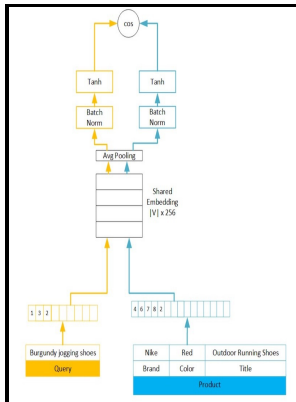 cos
Tanh Tanh
Batch Norm Batch Norm
Avg Pooling
Shared
Embedding
|V| x 256
1 3 2 4 6 7 8 2
Burgundy jogging shoes Nike Red Outdoor Running Shoes
Query Brand Color Title
Product